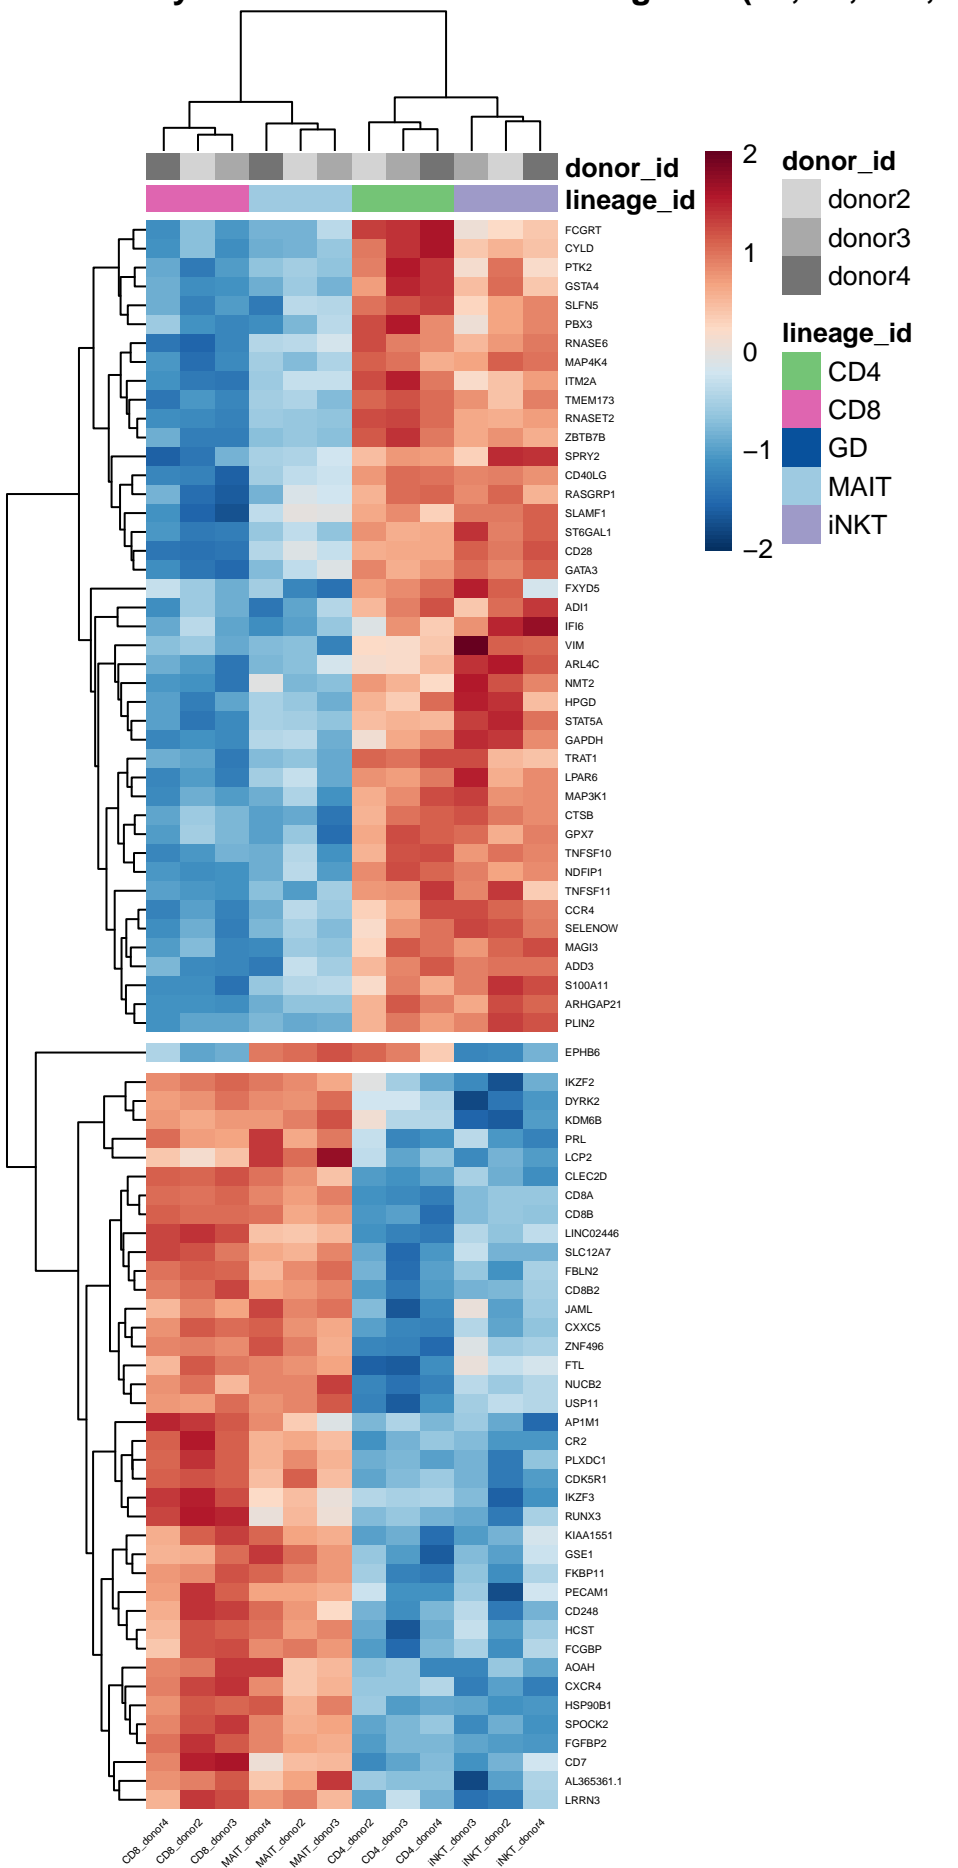 donor_id
lineage_id
2
1
0
−1
−2
donor_id
donor2
donor3
donor4
lineage_id
CD4
CD8
GD
MAIT
iNKT
FCGRT
CYLD
PTK2
GSTA4
SLFN5
PBX3
RNASE6
MAP4K4
ITM2A
TMEM173
RNASET2
ZBTB7B
SPRY2
CD40LG
RASGRP1
SLAMF1
ST6GAL1
CD28
GATA3
FXYD5
ADI1
IFI6
VIM
ARL4C
NMT2
HPGD
STAT5A
GAPDH
TRAT1
LPAR6
MAP3K1
CTSB
GPX7
TNFSF10
NDFIP1
TNFSF11
CCR4
SELENOW
MAGI3
ADD3
S100A11
ARHGAP21
PLIN2
EPHB6
IKZF2
DYRK2
KDM6B
PRL
LCP2
CLEC2D
CD8A
CD8B
LINC02446
SLC12A7
FBLN2
CD8B2
JAML
CXXC5
ZNF496
FTL
NUCB2
USP11
AP1M1
CR2
PLXDC1
CDK5R1
IKZF3
RUNX3
KIAA1551
GSE1
FKBP11
PECAM1
CD248
HCST
FCGBP
AOAH
CXCR4
HSP90B1
SPOCK2
FGFBP2
CD7
AL365361.1
LRRN3
CD8_donor4
CD8_donor2
CD8_donor3
MAIT_donor4
MAIT_donor2
MAIT_donor3
CD4_donor2
CD4_donor3
CD4_donor4
iNKT_donor3
iNKT_donor2
iNKT_donor4